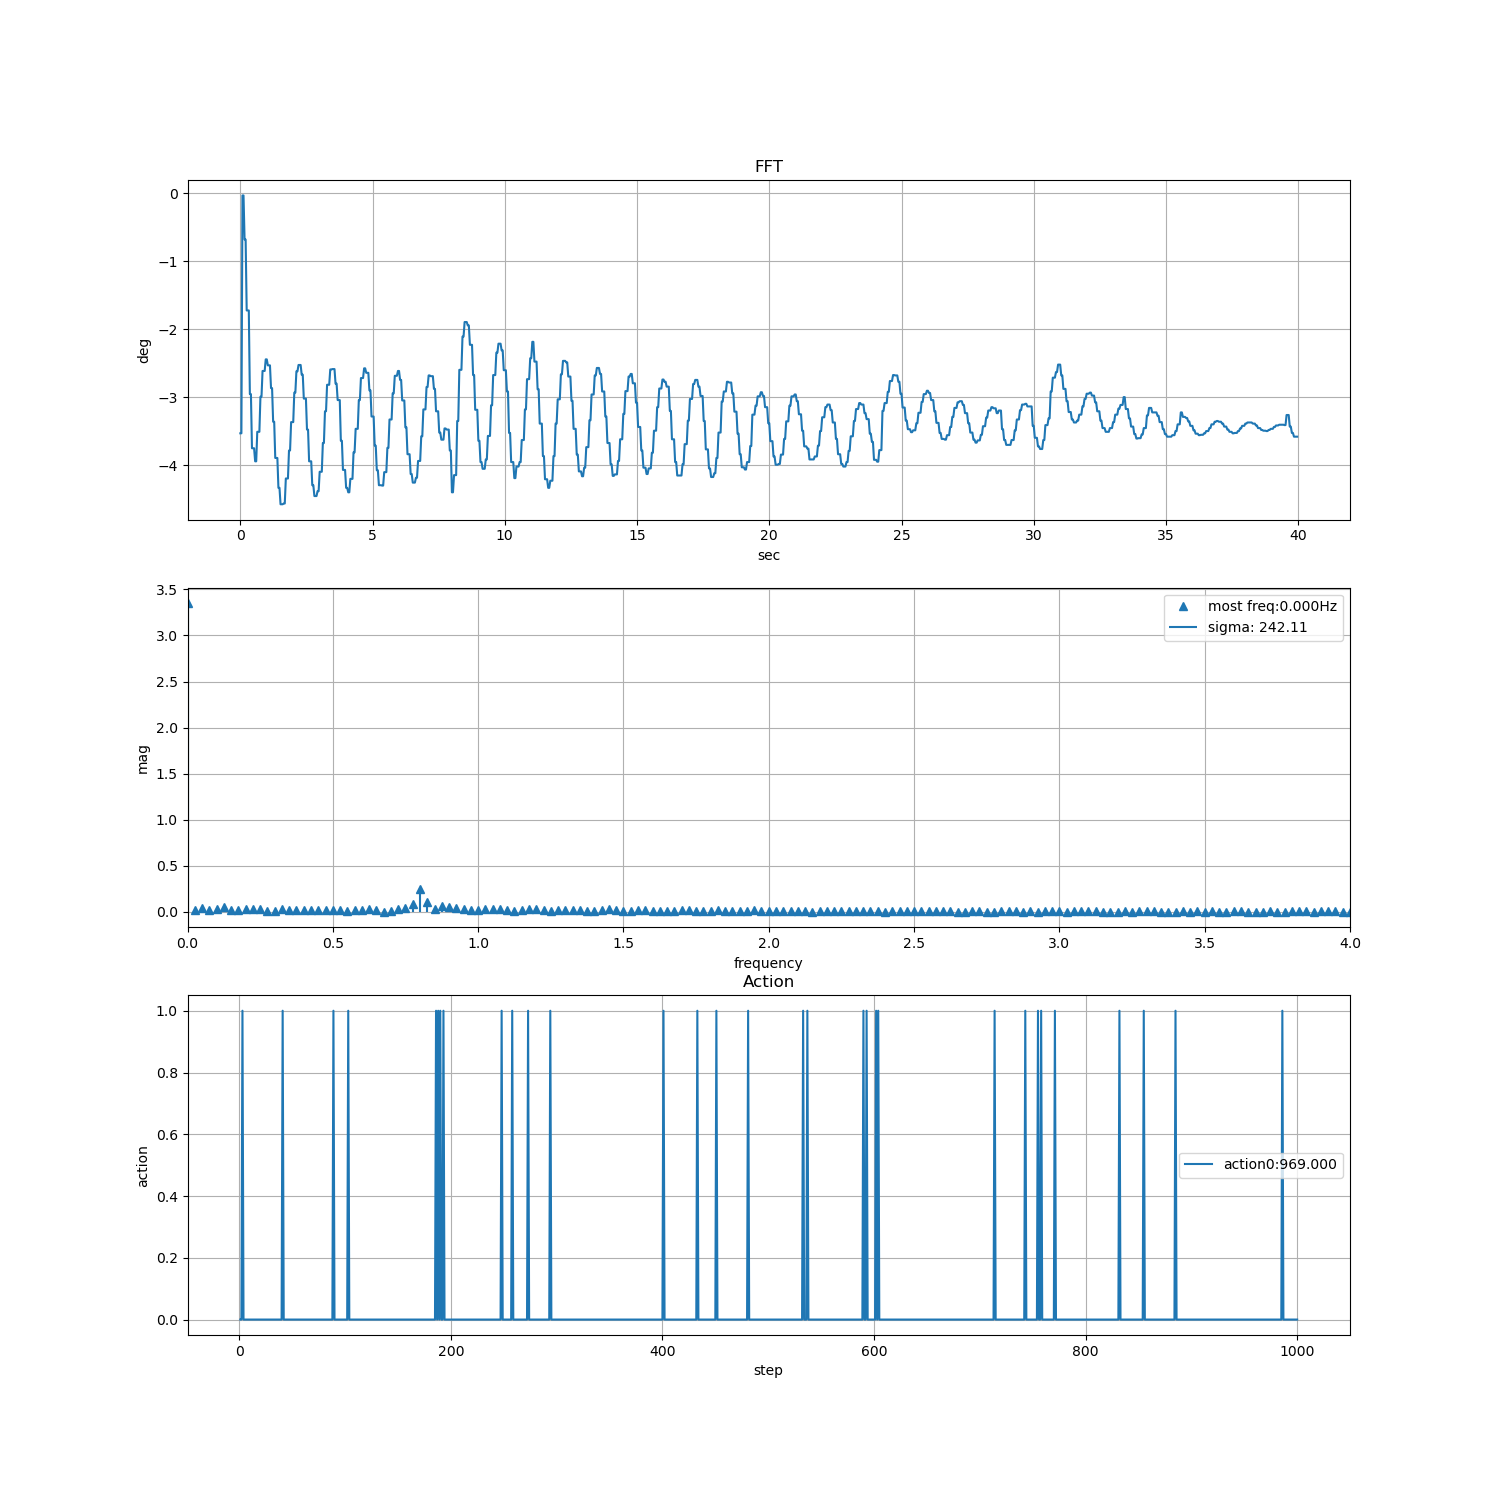 FFT
0
−1
−2
−3
−4
deg
0 5 10 15 20 25 30 35 40
sec
3.5
3.0
2.5
2.0
1.5
1.0
0.5
0.0
mag
most freq:0.000Hz
sigma: 242.11
0.0 0.5 1.0 1.5 2.0 2.5 3.0 3.5 4.0
frequency
Action
1.0
0.8
0.6
0.4
0.2
0.0
action
action0:969.000
0 200 400 600 800 1000
step